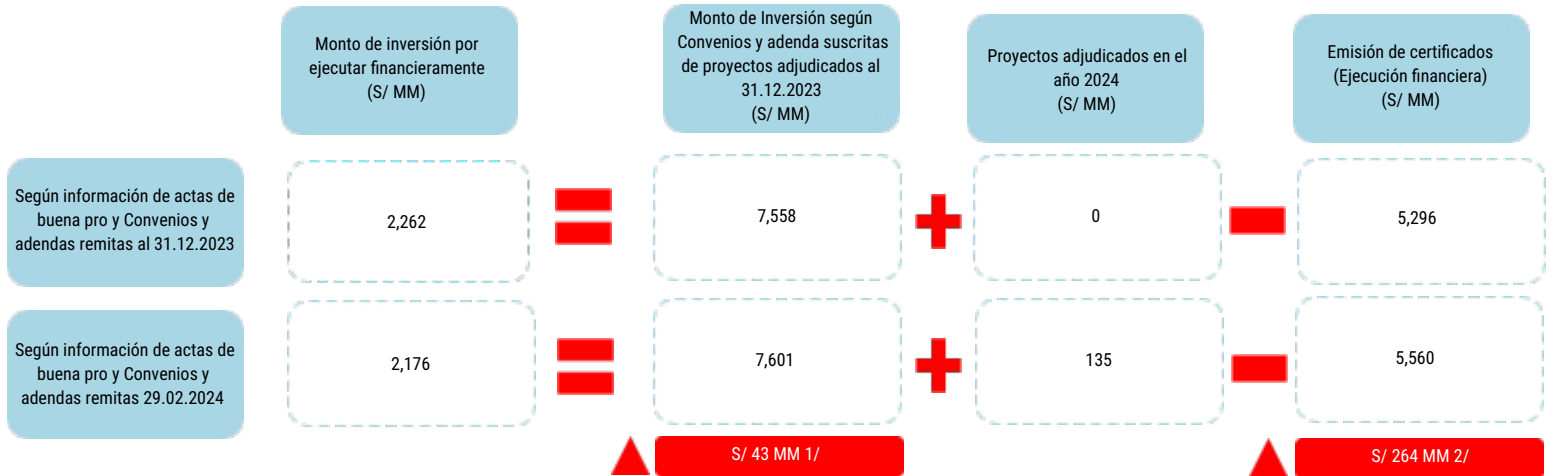 Monto de inversión por
ejecutar financieramente
(S/ MM)
Monto de Inversión según
Convenios y adenda suscritas
de proyectos adjudicados al
31.12.2023
(S/ MM)
Proyectos adjudicados en el
año 2024
(S/ MM)
Emisión de certificados
(Ejecución financiera)
(S/ MM)
Según información de actas de
buena pro y Convenios y
adendas remitas al 31.12.2023
2,262
=
7,558
+
0
-
5,296
Según información de actas de
buena pro y Convenios y
adendas remitas 29.02.2024
2,176
=
7,601
+
135
-
5,560
S/ 43 MM 1/
S/ 264 MM 2/